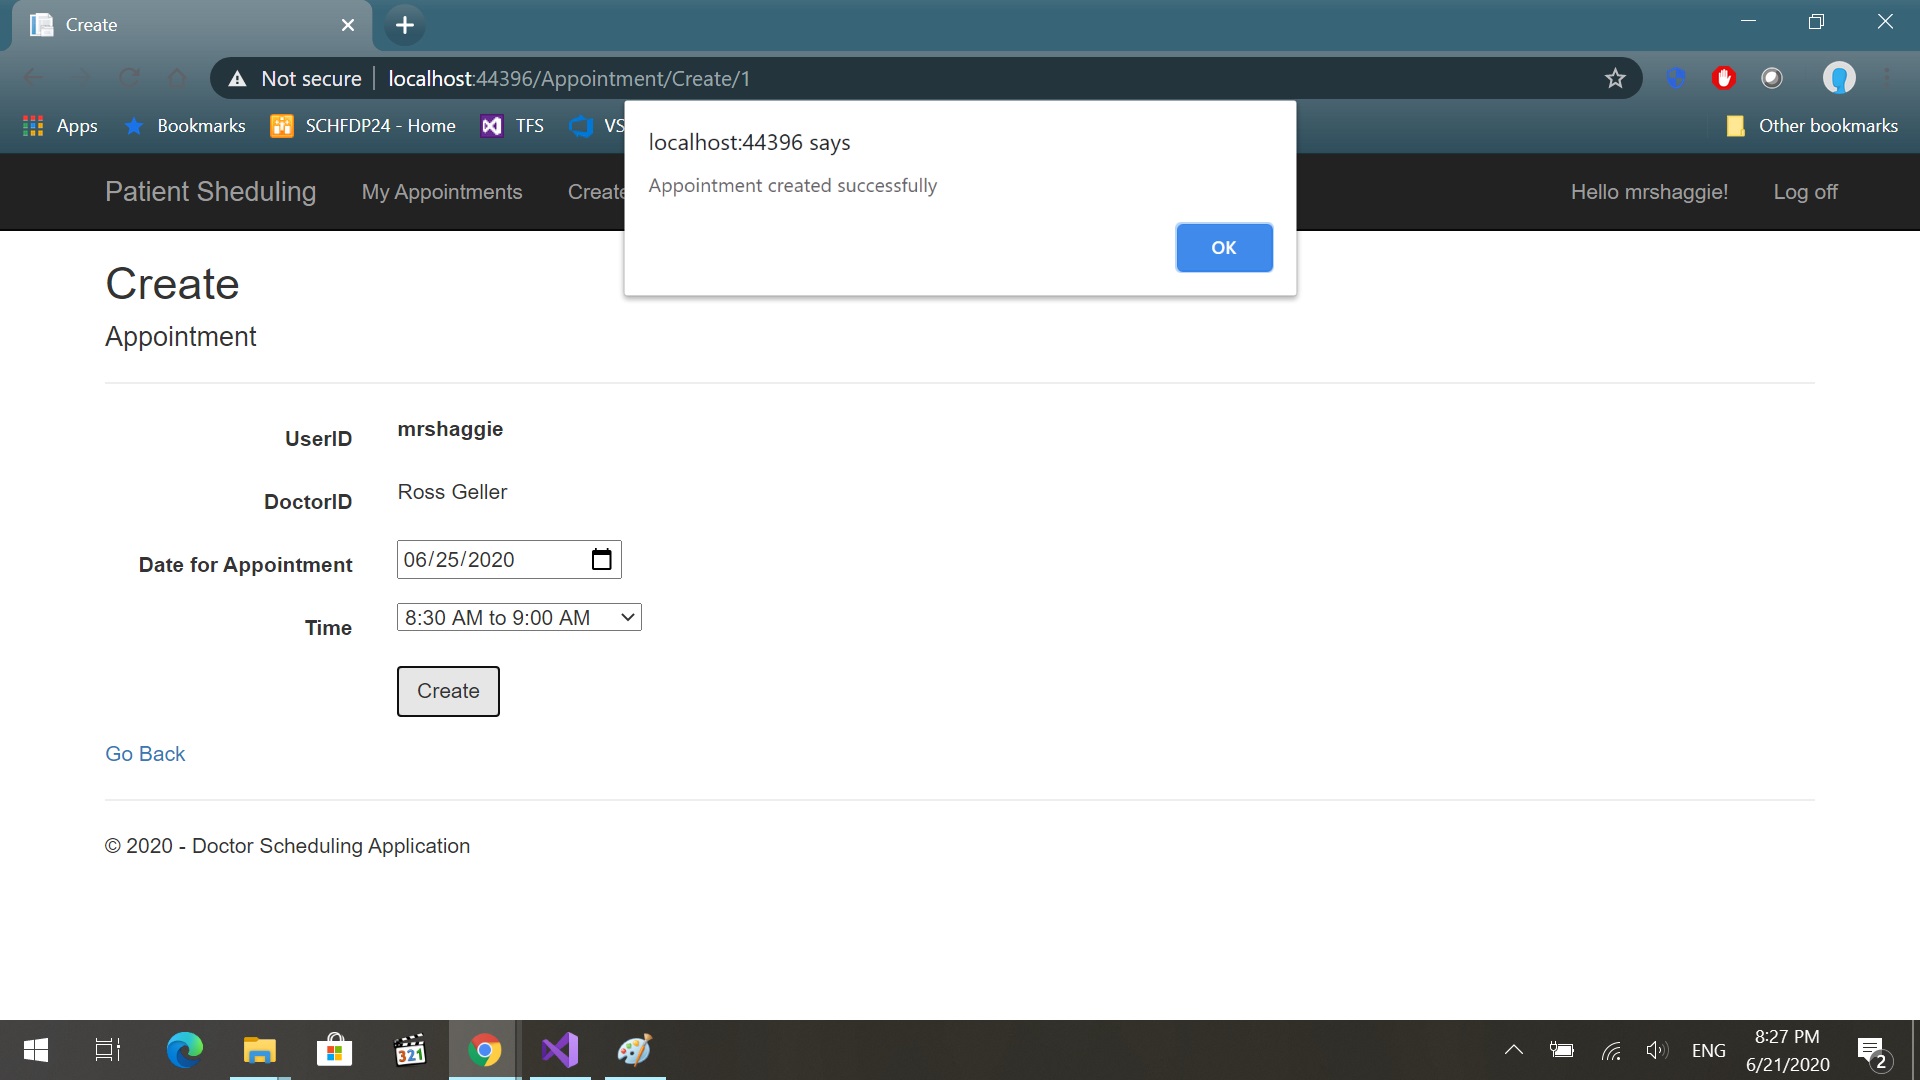 Create
Not secure localhost:44396/Appointment/Create/1
Apps Bookmarks SCHFDP24 - Home TFS VS Other bookmarks
localhost:44396 says
Appointment created successfully
OK
Patient Sheduling My Appointments Create Hello mrshaggie! Log off
Create
Appointment
UserID mrshaggie
DoctorID Ross Geller
Date for Appointment 06/25/2020
Time 8:30 AM to 9:00 AM
Create
Go Back
© 2020 - Doctor Scheduling Application
321
ENG
8:27 PM
6/21/2020
2